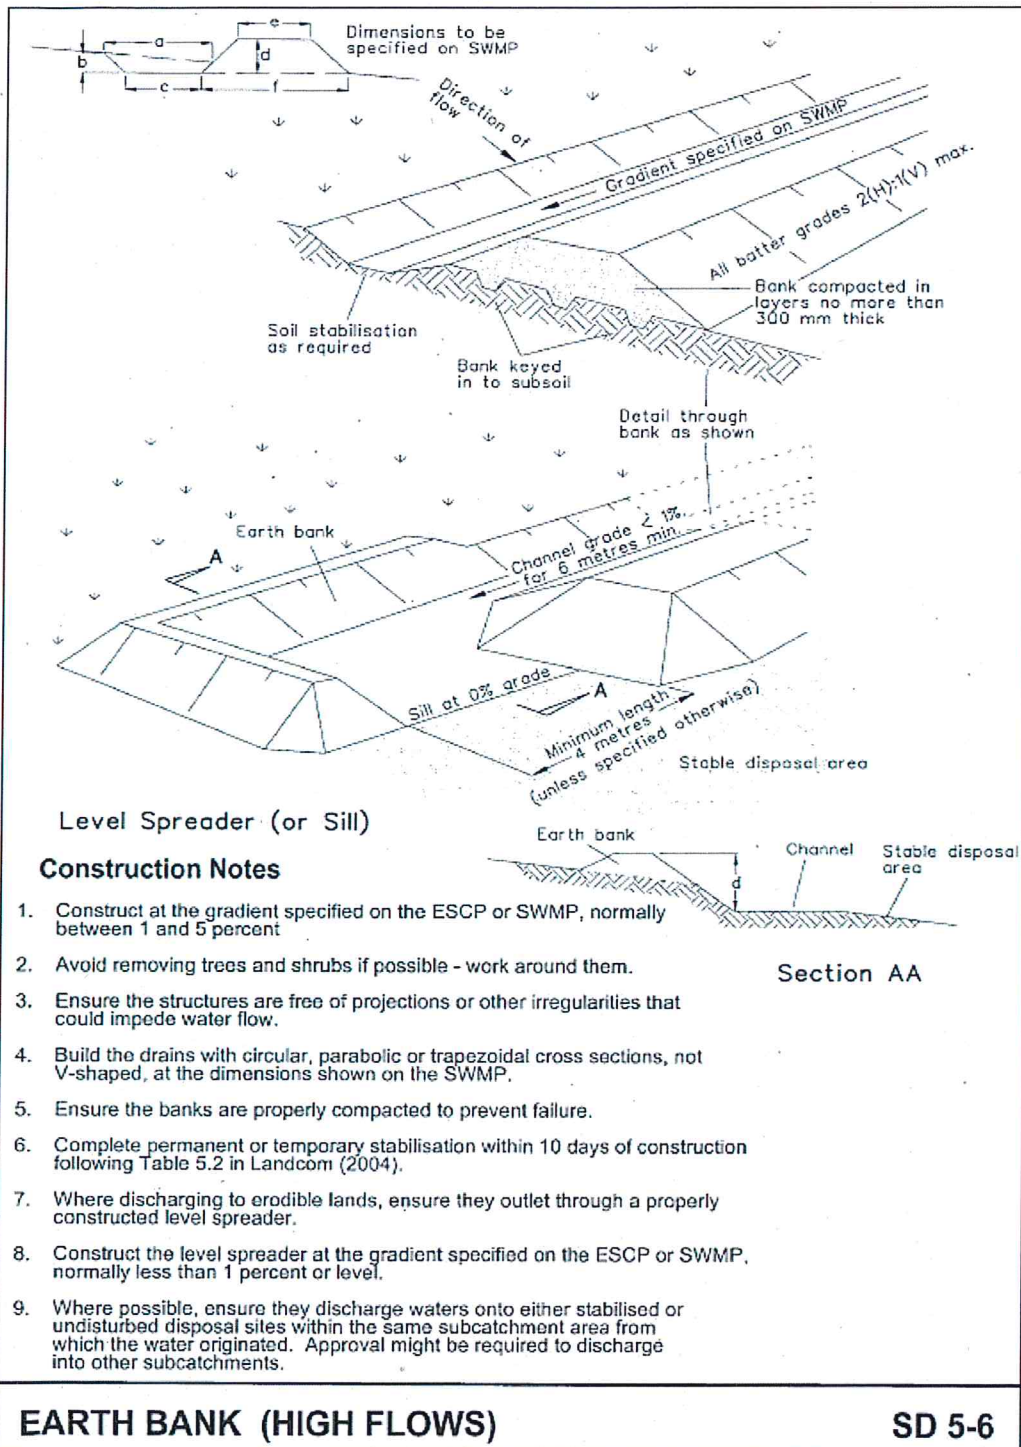 e
Dimensions to be
specified on SWMP
a
b
d
c
f
Direction of
flow
Gradient specified on SWMP
All batter grades 2(H):1(V) max.
Bank compacted in
layers no more than
300 mm thick
Soil stabilisation
as required
Bank keyed
in to subsoil
Detail through
bank as shown
Earth bank
A
Channel grade < 1%
for 6 metres min.
Sill at 0% grade
A
Minimum length
4 metres
(unless specified otherwise)
Stable disposal area
Level Spreader (or Sill)
Earth bank
Channel
Stable disposal
area
d
Section AA
Construction Notes
1. Construct at the gradient specified on the ESCP or SWMP, normally
between 1 and 5 percent
2. Avoid removing trees and shrubs if possible - work around them.
3. Ensure the structures are free of projections or other irregularities that
could impede water flow.
4. Build the drains with circular, parabolic or trapezoidal cross sections, not
V-shaped, at the dimensions shown on the SWMP.
5. Ensure the banks are properly compacted to prevent failure.
6. Complete permanent or temporary stabilisation within 10 days of construction
following Table 5.2 in Landcom (2004).
7. Where discharging to erodible lands, ensure they outlet through a properly
constructed level spreader.
8. Construct the level spreader at the gradient specified on the ESCP or SWMP,
normally less than 1 percent or level.
9. Where possible, ensure they discharge waters onto either stabilised or
undisturbed disposal sites within the same subcatchment area from
which the water originated. Approval might be required to discharge
into other subcatchments.
EARTH BANK (HIGH FLOWS)
SD 5-6